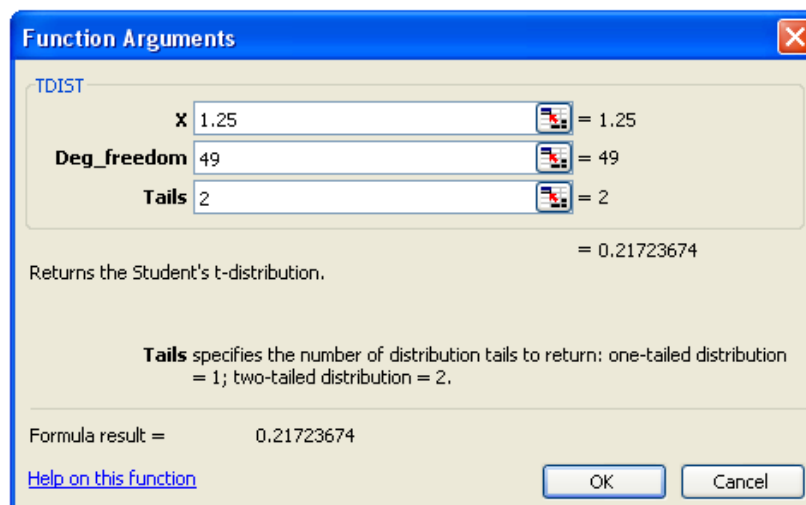 Function Arguments
TDIST
X 1.25 = 1.25
Deg_freedom 49 = 49
Tails 2 = 2
= 0.21723674
Returns the Student's t-distribution.
Tails specifies the number of distribution tails to return: one-tailed distribution
= 1; two-tailed distribution = 2.
Formula result = 0.21723674
Help on this function OK Cancel